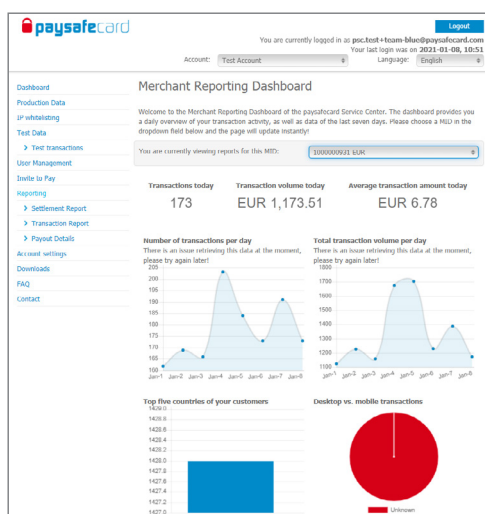 paysafecard
Logout
You are currently logged in as psc.test+team-blue@paysafecard.com
Your last login was on 2021-01-08, 10:51
Account: Test Account Language: English
Dashboard
Production Data
IP whitelisting
Test Data
Test transactions
User Management
Invite to Pay
Reporting
Settlement Report
Transaction Report
Payout Details
Account settings
Downloads
FAQ
Contact
Merchant Reporting Dashboard
Welcome to the Merchant Reporting Dashboard of the paysafecard Service Center. The dashboard provides you
a daily overview of your transaction activity, as well as data of the last seven days. Please choose a MID in the
dropdown field below and the page will update instantly!
You are currently viewing reports for this MID: 1000000931 EUR
Transactions today
173
Transaction volume today
EUR 1,173.51
Average transaction amount today
EUR 6.78
Number of transactions per day
There is an issue retrieving this data at the moment,
please try again later!
205
200
195
190
185
180
175
170
165
160
Jan-1 Jan-2 Jan-3 Jan-4 Jan-5 Jan-6 Jan-7 Jan-8
Total transaction volume per day
There is an issue retrieving this data at the moment,
please try again later!
1800
1700
1600
1500
1400
1300
1200
1100
Jan-1 Jan-2 Jan-3 Jan-4 Jan-5 Jan-6 Jan-7 Jan-8
Top five countries of your customers
1429.0
1428.8
1428.6
1428.4
1428.2
1428.0
1427.8
1427.6
1427.4
1427.2
1427.0
Desktop vs. mobile transactions
Unknown